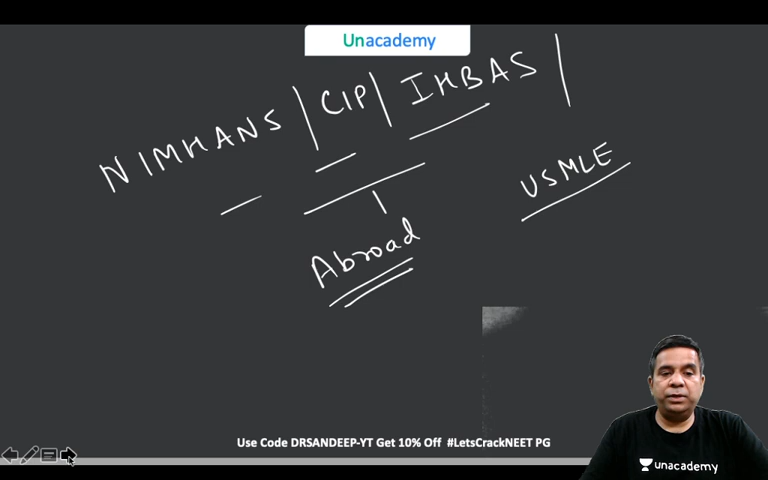 Unacademy
NIMHANS | CIP | IHBAS |
USMLE
Abroad
unacademy
Use Code DRSANDEEP-YT Get 10% Off #LetsCrackNEET PG